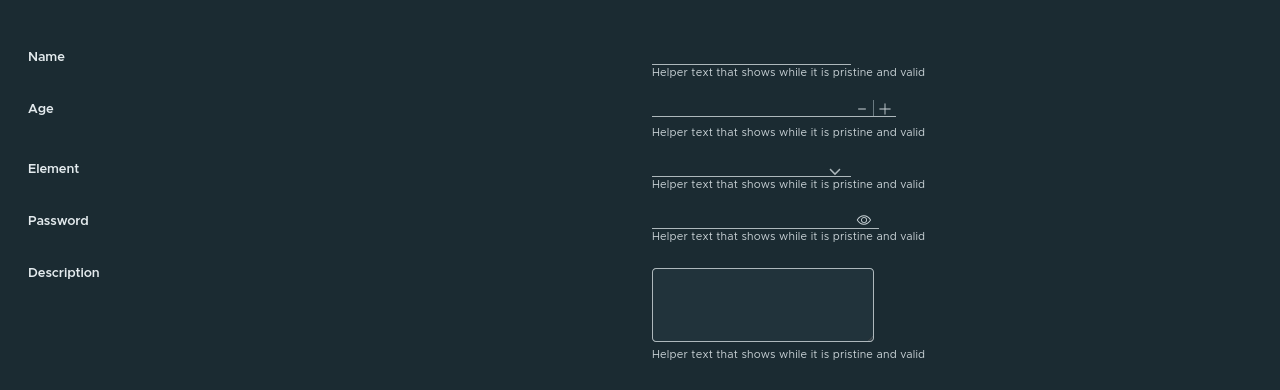 Name
Helper text that shows while it is pristine and valid
Age
Helper text that shows while it is pristine and valid
Element
Helper text that shows while it is pristine and valid
Password
Helper text that shows while it is pristine and valid
Description
Helper text that shows while it is pristine and valid